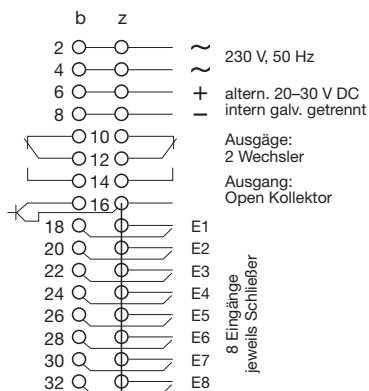 b z
2 ~
230 V, 50 Hz
4 ~
6 + altern. 20–30 V DC
8 – intern galv. getrennt
10 Ausgäge:
12 2 Wechsler
14 Ausgang:
16 Open Kollektor
18 E1
20 E2
22 E3
24 E4
26 E5
28 E6
30 E7
32 E8
8 Eingänge
jeweils Schließer